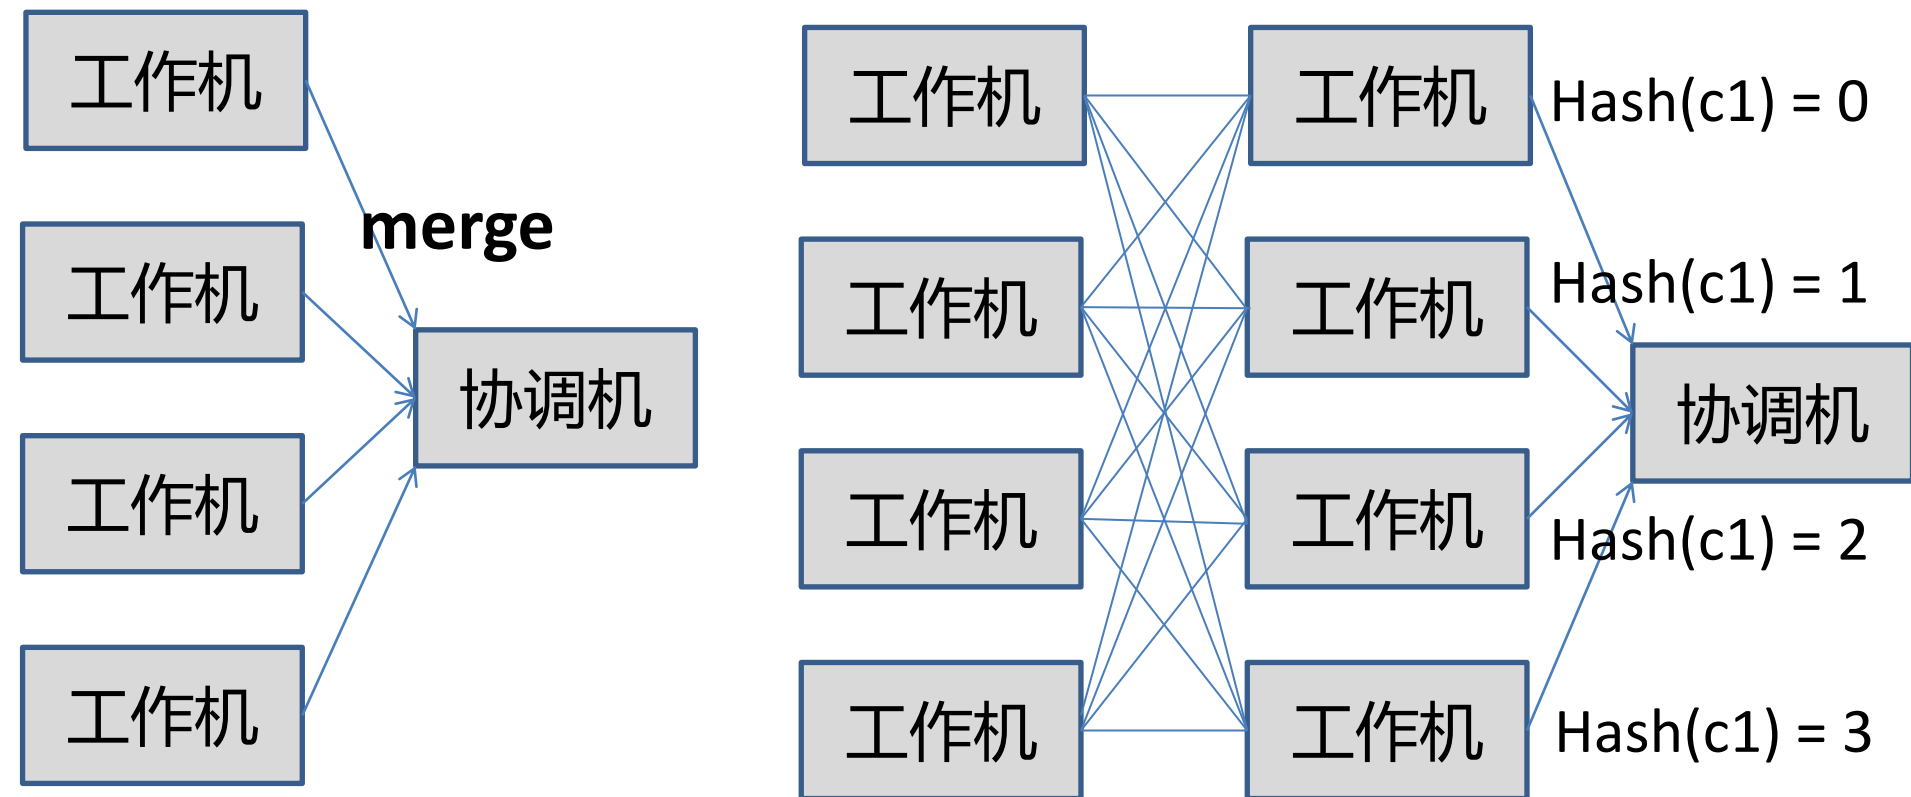 工作机
工作机
工作机
工作机
merge
协调机
工作机
工作机
工作机
工作机
工作机
工作机
工作机
工作机
Hash(c1) = 0
Hash(c1) = 1
协调机
Hash(c1) = 2
Hash(c1) = 3